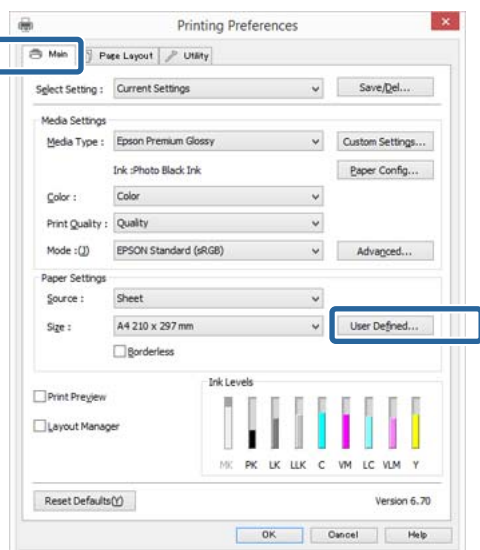 Printing Preferences
Main Page Layout Utility
Select Setting : Current Settings Save/Del...
Media Settings
Media Type : Epson Premium Glossy Custom Settings...
Ink :Photo Black Ink Paper Config...
Color : Color
Print Quality : Quality
Mode :(J) EPSON Standard (sRGB) Advanced...
Paper Settings
Source : Sheet
Size : A4 210 x 297 mm User Defined...
Borderless
Ink Levels
Print Preview
Layout Manager
MK PK LK LLK C VM LC VLM Y
Reset Defaults(Y) Version 6.70
OK Cancel Help